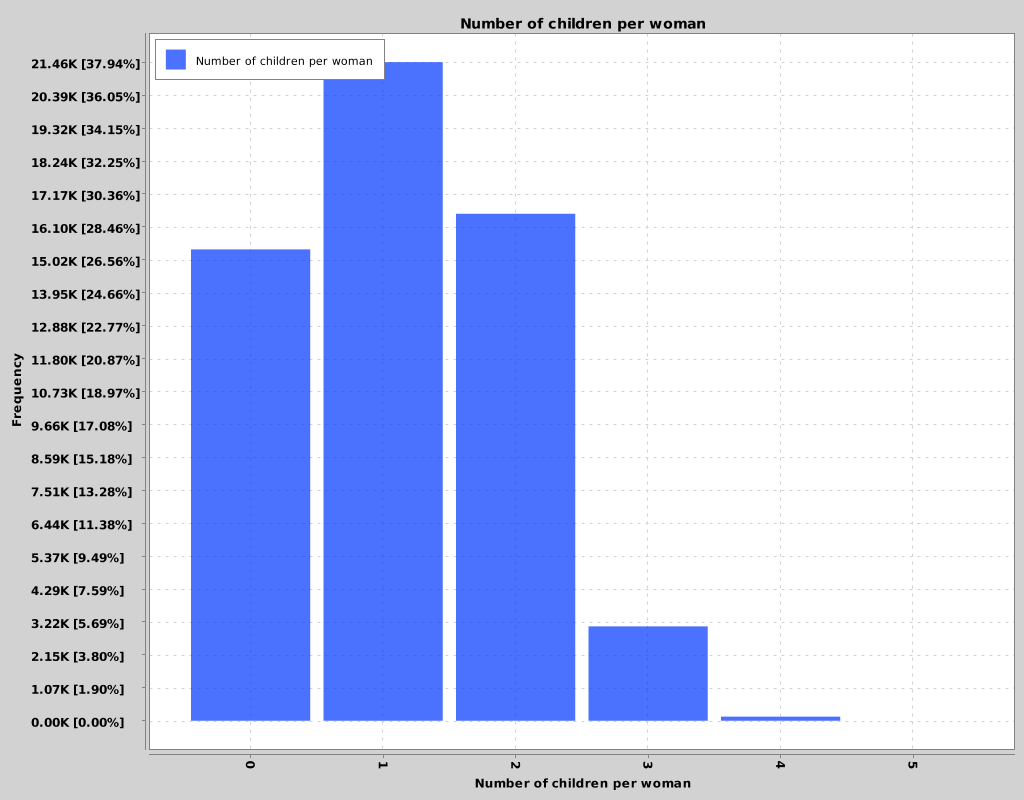 Number of children per woman
Number of children per woman
21.46K [37.94%]
20.39K [36.05%]
19.32K [34.15%]
18.24K [32.25%]
17.17K [30.36%]
16.10K [28.46%]
15.02K [26.56%]
13.95K [24.66%]
12.88K [22.77%]
11.80K [20.87%]
10.73K [18.97%]
9.66K [17.08%]
8.59K [15.18%]
7.51K [13.28%]
6.44K [11.38%]
5.37K [9.49%]
4.29K [7.59%]
3.22K [5.69%]
2.15K [3.80%]
1.07K [1.90%]
0.00K [0.00%]
Frequency
0 1 2 3 4 5
Number of children per woman